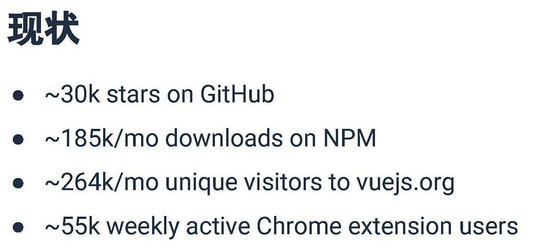 现状
● ~30k stars on GitHub
● ~185k/mo downloads on NPM
● ~264k/mo unique visitors to vuejs.org
● ~55k weekly active Chrome extension users